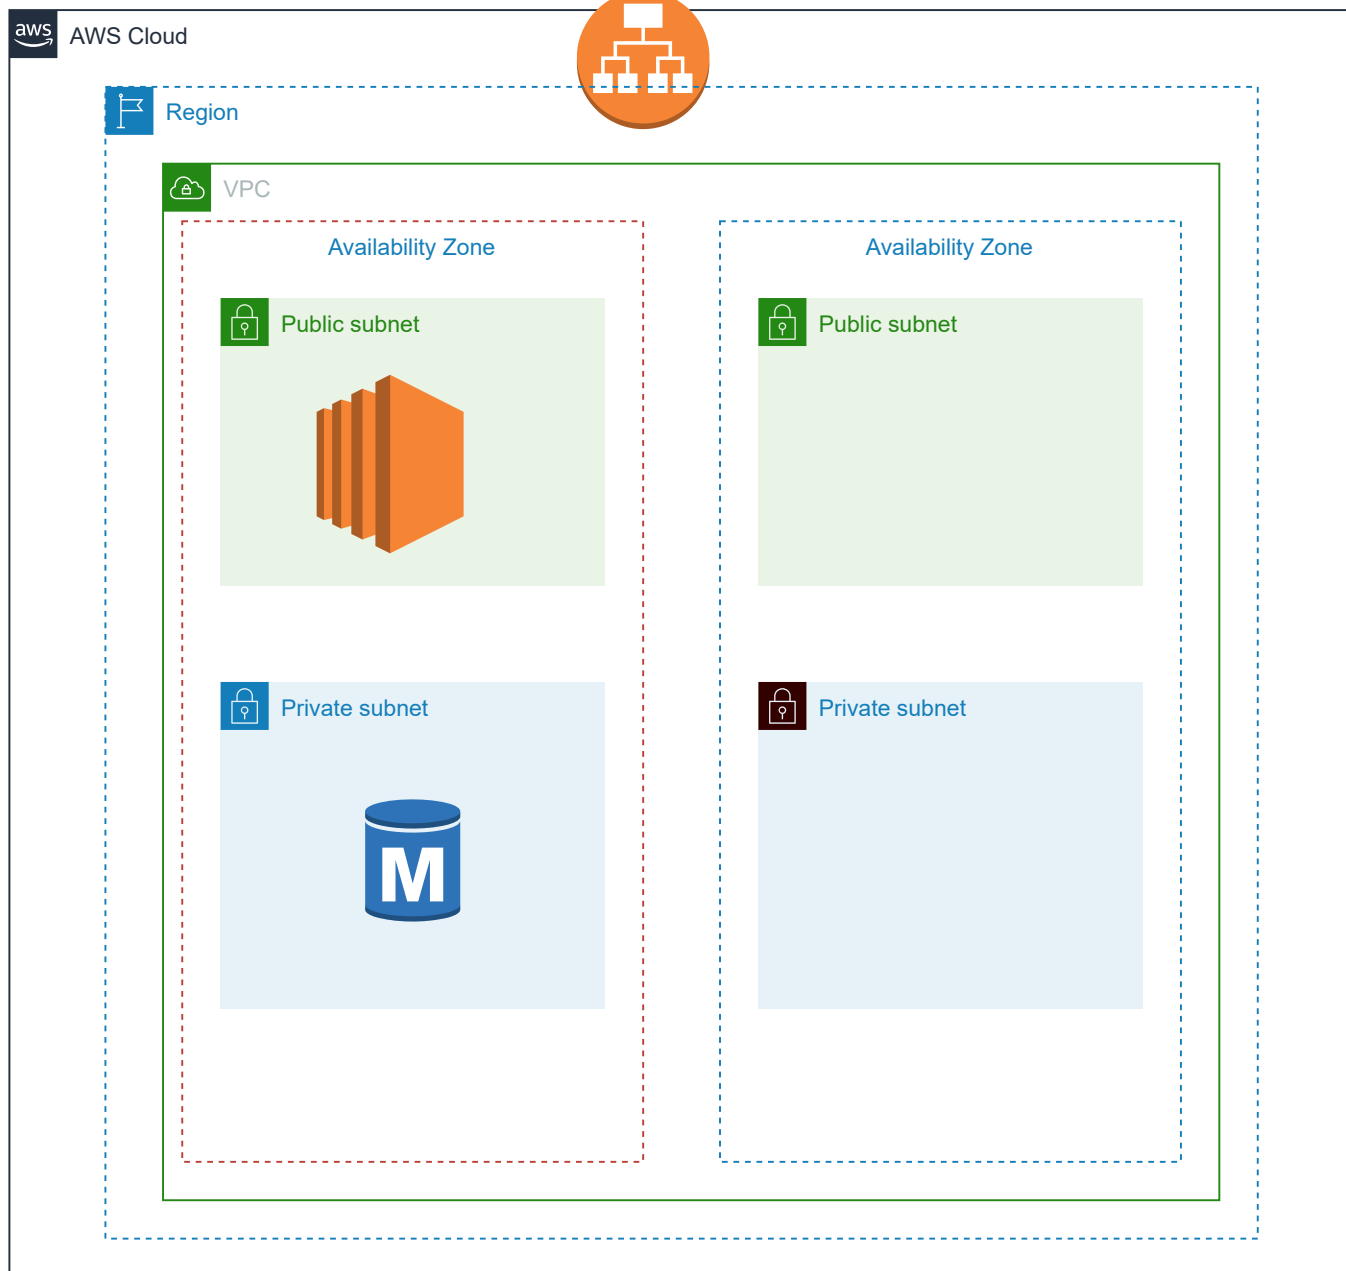 aws
AWS Cloud
Region
VPC
Availability Zone
Availability Zone
Public subnet
Public subnet
Private subnet
Private subnet
M